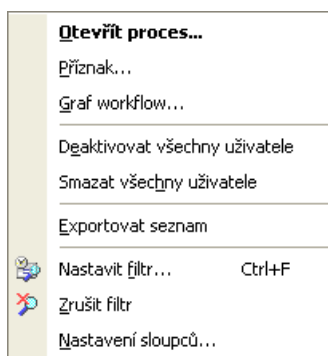 Otevřít proces...
Příznak...
Graf workflow...
Deaktivovat všechny uživatele
Smazat všechny uživatele
Exportovat seznam
Nastavit filtr... Ctrl+F
Zrušit filtr
Nastavení sloupců...